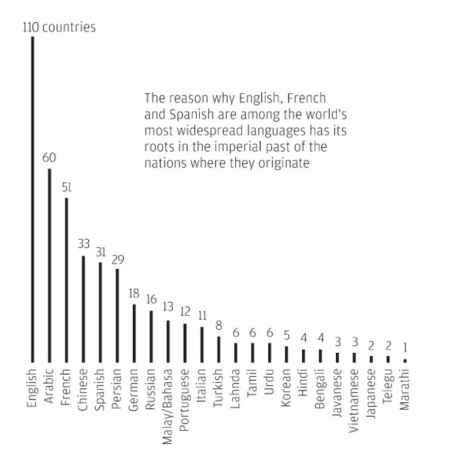 110 countries
The reason why English, French
and Spanish are among the world's
most widespread languages has its
roots in the imperial past of the
nations where they originate
60
51
33
31
29
18
16
13
12
11
8
6
6
6
5
4
4
3
3
2
2
1
English
Arabic
French
Chinese
Spanish
Persian
German
Russian
Malay/Bahasa
Portuguese
Italian
Turkish
Lahnda
Tamil
Urdu
Korean
Hindi
Bengali
Javanese
Vietnamese
Japanese
Telegu
Marathi